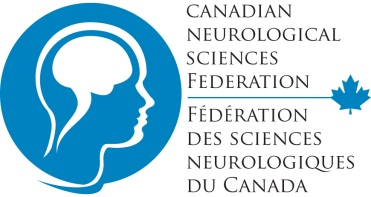 CANADIAN
NEUROLOGICAL
SCIENCES
FEDERATION
FÉDÉRATION
DES SCIENCES
NEUROLOGIQUES
DU CANADA